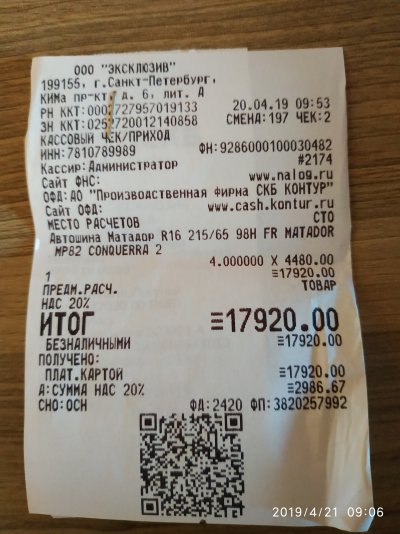 ООО "ЭКСКЛЮЗИВ"
199155, г.Санкт-Петербург,
КИМа пр-кт, д. 6, лит. А
РН ККТ:0002727957019133 20.04.19 09:53
ЗН ККТ:0252720012140858 СМЕНА:197 ЧЕК:2
КАССОВЫЙ ЧЕК/ПРИХОД
ИНН:7810789989 ФН:9286000100030482
Кассир:Администратор #2174
Сайт ФНС: www.nalog.ru
ОФД:АО "Производственная Фирма СКБ КОНТУР"
Сайт ОФД: www.cash.kontur.ru
МЕСТО РАСЧЕТОВ СТО
Автошина Матадор R16 215/65 98H FR MATADOR
MP82 CONQUERRA 2
4.000000 X 4480.00
1 ≡17920.00
ПРЕДМ.РАСЧ. ТОВАР
НДС 20%
ИТОГ ≡17920.00
БЕЗНАЛИЧНЫМИ ≡17920.00
ПОЛУЧЕНО:
ПЛАТ.КАРТОЙ ≡17920.00
А:СУММА НДС 20% ≡2986.67
СНО:ОСН ФД:2420 ФП:3820257992
2019/4/21 09:06